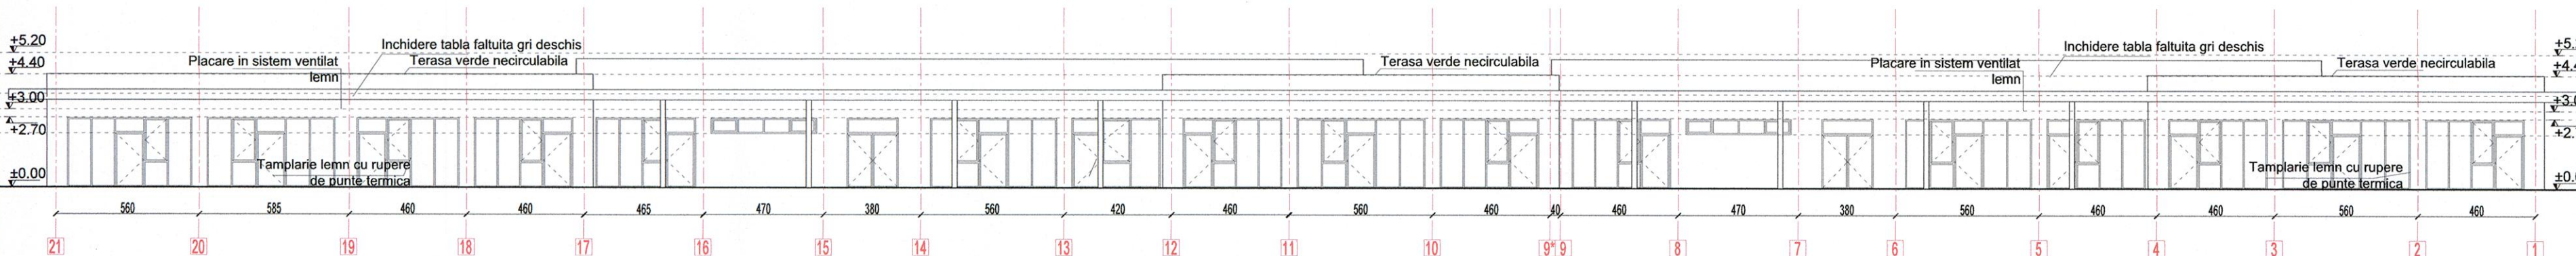 +5.20
+4.40
+3.00
+2.70
±0.00
Inchidere tabla faltuita gri deschis
Placare in sistem ventilat
lemn
Terasa verde necirculabila
Tamplarie lemn cu rupere
de punte termica
Terasa verde necirculabila
Inchidere tabla faltuita gri deschis
Placare in sistem ventilat
lemn
Terasa verde necirculabila
Tamplarie lemn cu rupere
de punte termica
560 585 460 460 465 470 380 560 420 460 560 460 40 460 470 380 560 460 460 560 460
21 20 19 18 17 16 15 14 13 12 11 10 9* 9 8 7 6 5 4 3 2 1